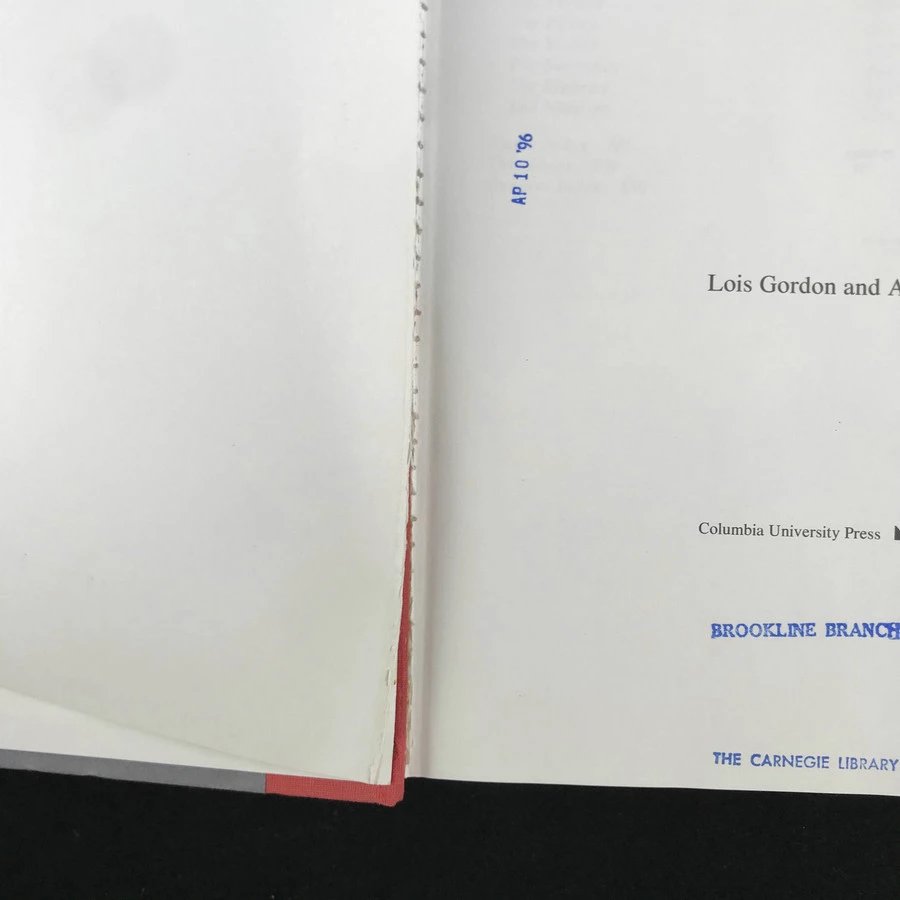 AP 10 '96
Lois Gordon and A
Columbia University Press
BROOKLINE BRANCH
THE CARNEGIE LIBRARY